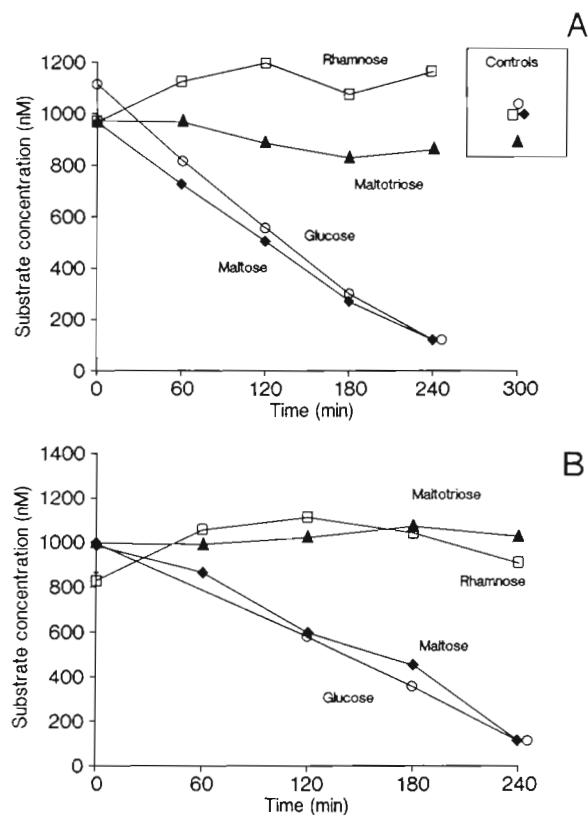 A
Substrate concentration (nM)
1200
1000
800
600
400
200
0
Rhamnose
Maltotriose
Glucose
Maltose
Controls
0 60 120 180 240 300
Time (min)
B
Substrate concentration (nM)
1400
1200
1000
800
600
400
200
0
Maltotriose
Rhamnose
Maltose
Glucose
0 60 120 180 240
Time (min)